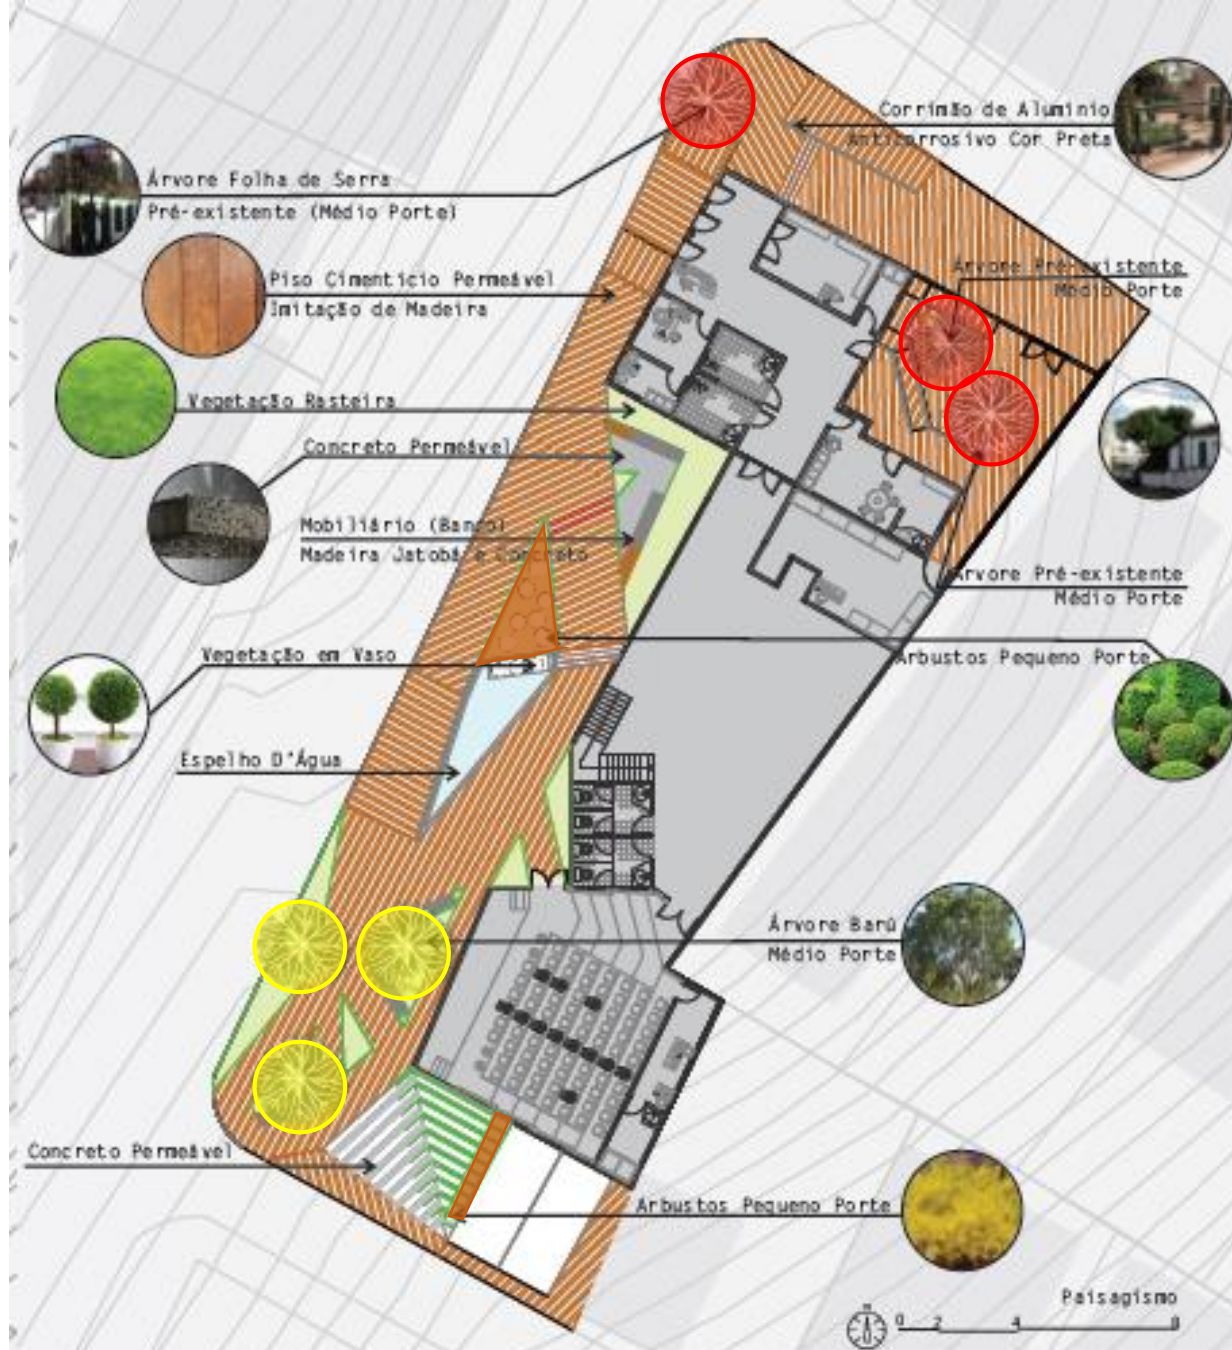 Corrimão de Aluminio
Anticorrosivo Cor Preta
Árvore Folha de Serra
Pré-existente (Médio Porte)
Árvore Pré-existente
Médio Porte
Piso Cimentício Permeável
Imitação de Madeira
Vegetação Rasteira
Concreto Permeável
Mobiliário (Banco)
Madeira Jatobá e Concreto
Árvore Pré-existente
Médio Porte
Vegetação em Vaso
Arbustos Pequeno Porte
Espelho D'Água
Árvore Barú
Médio Porte
Concreto Permeável
Arbustos Pequeno Porte
Paisagismo
N
0 2 4 8